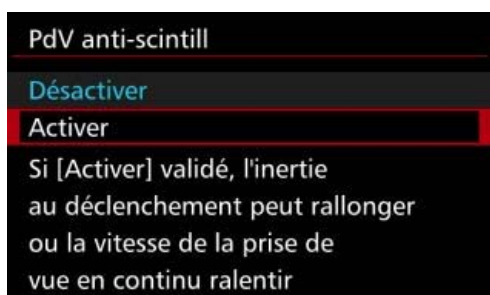 PdV anti-scintill
Désactiver
Activer
Si [Activer] validé, l'inertie
au déclenchement peut rallonger
ou la vitesse de la prise de
vue en continu ralentir